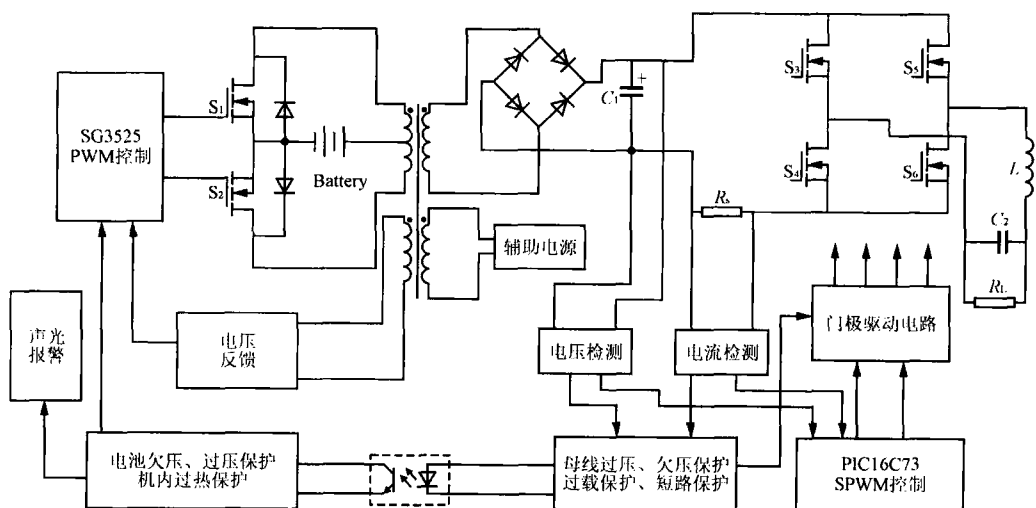 SG3525
PWM控制
S₁
S₂
Battery
C₁
+
S₃
S₅
S₄
S₆
Rₛ
L
C₂
R_L
辅助电源
声光
报警
电压
反馈
电压检测
电流检测
门极驱动电路
电池欠压、过压保护
机内过热保护
母线过压、欠压保护
过载保护、短路保护
PIC16C73
SPWM控制